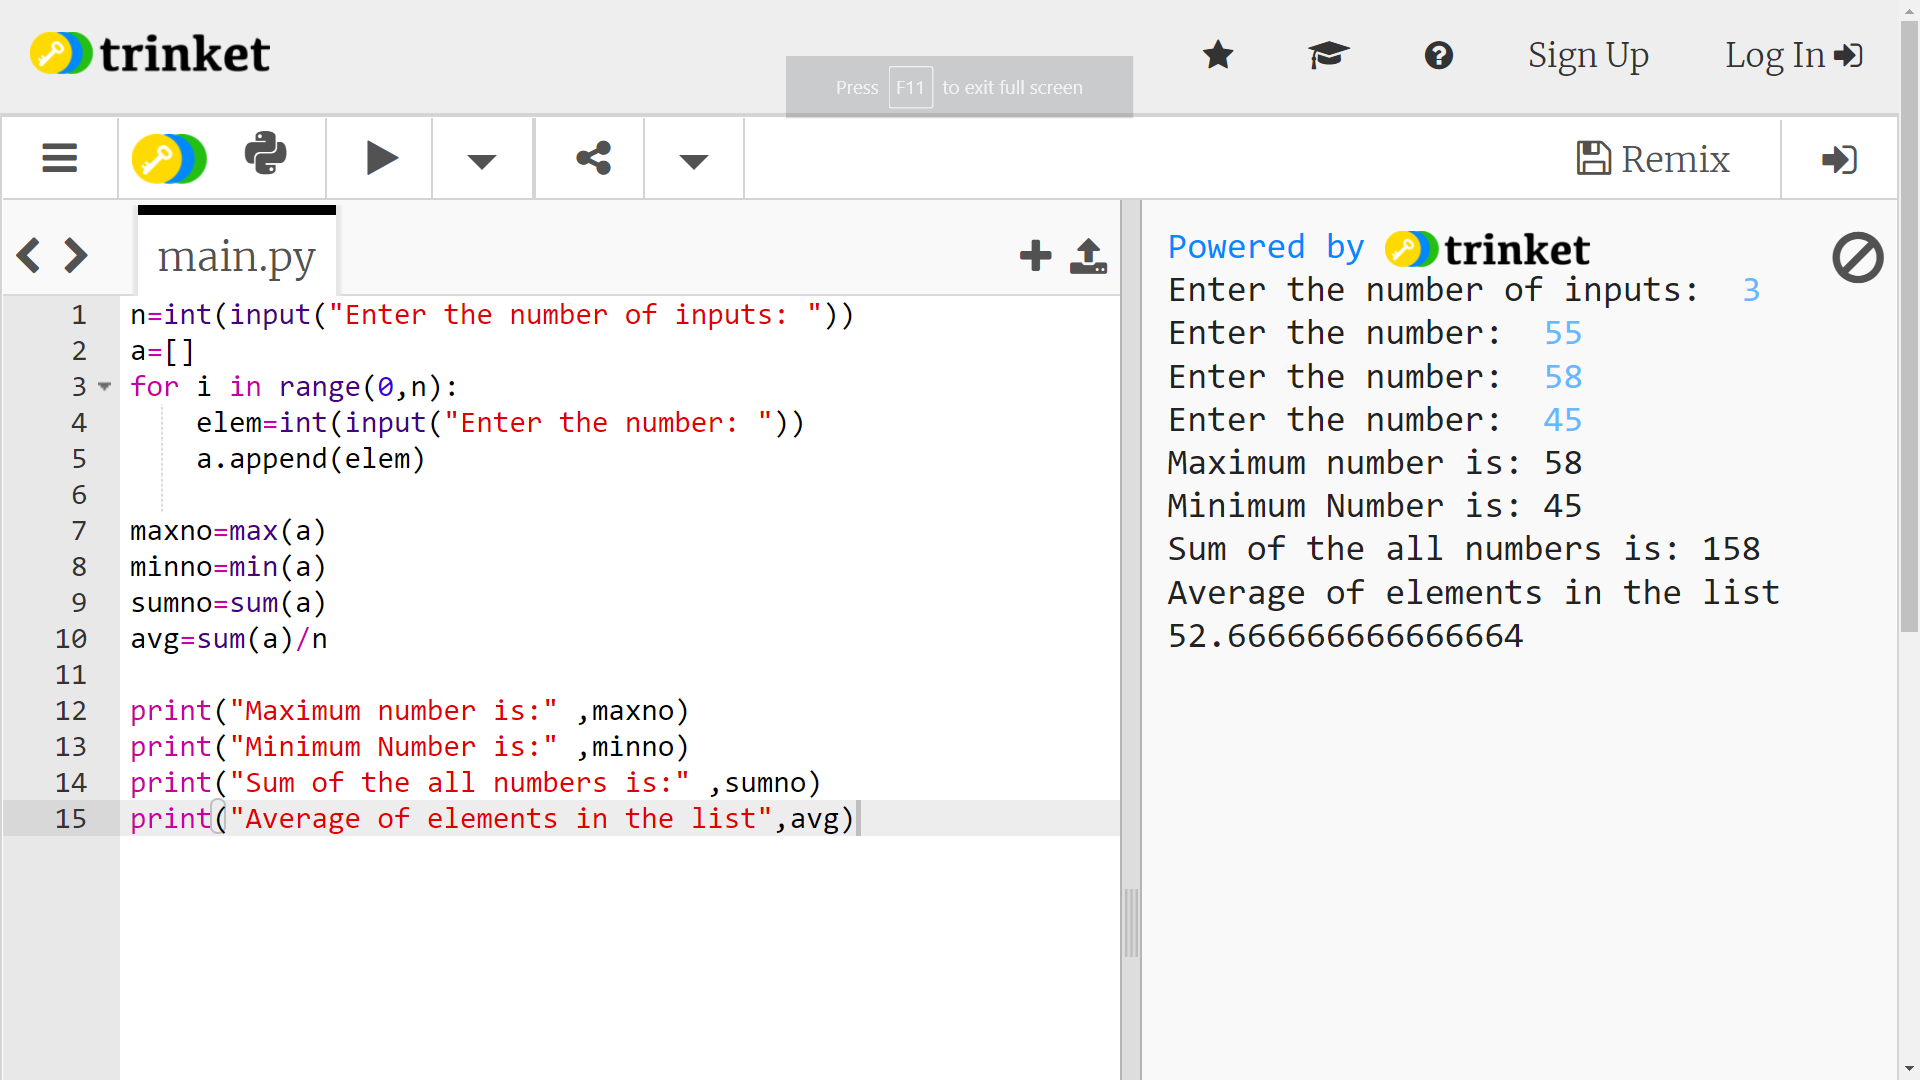 trinket
Press F11 to exit full screen
Sign Up
Log In
Remix
main.py
1 n=int(input("Enter the number of inputs: "))
2 a=[]
3 for i in range(0,n):
4     elem=int(input("Enter the number: "))
5     a.append(elem)
6
7 maxno=max(a)
8 minno=min(a)
9 sumno=sum(a)
10 avg=sum(a)/n
11
12 print("Maximum number is:" ,maxno)
13 print("Minimum Number is:" ,minno)
14 print("Sum of the all numbers is:" ,sumno)
15 print("Average of elements in the list",avg)
Powered by trinket
Enter the number of inputs:  3
Enter the number:  55
Enter the number:  58
Enter the number:  45
Maximum number is: 58
Minimum Number is: 45
Sum of the all numbers is: 158
Average of elements in the list
52.666666666666664